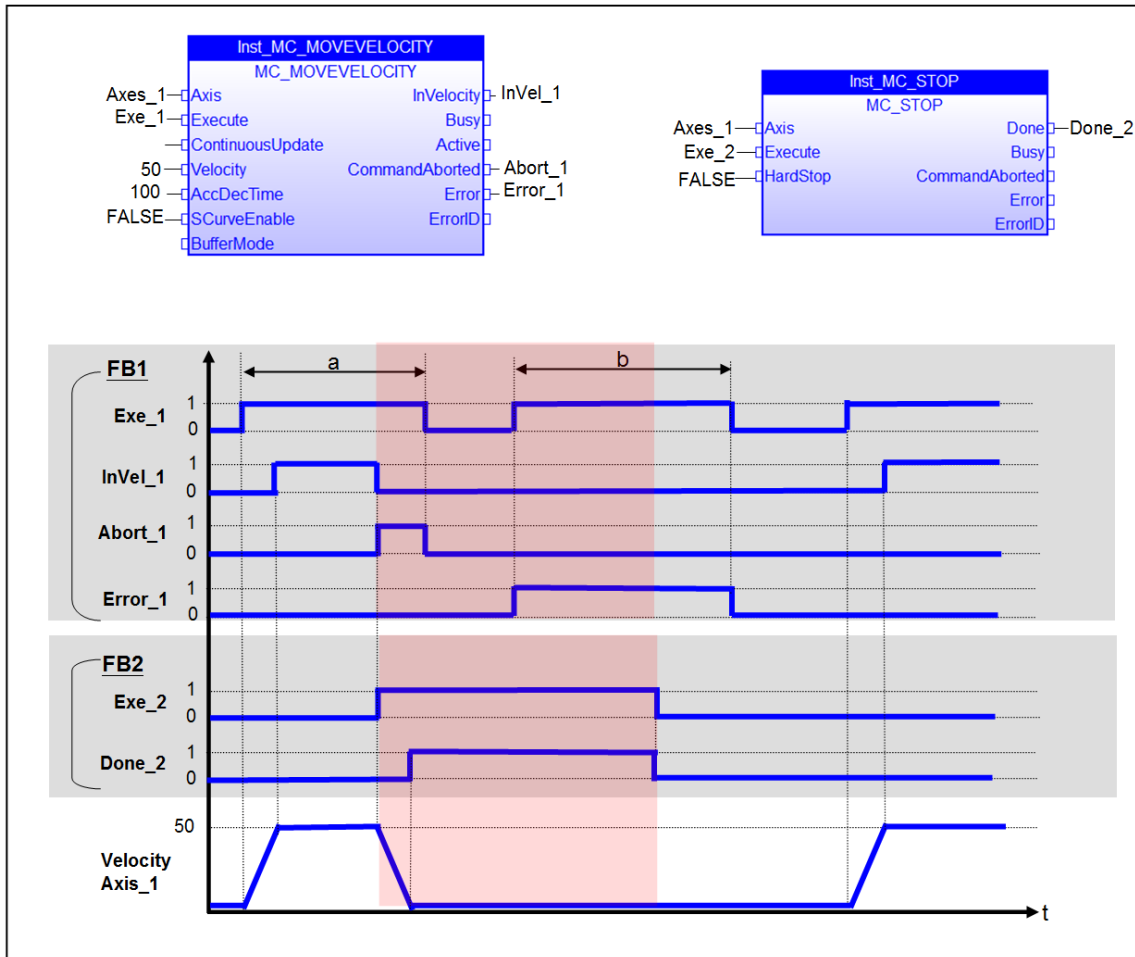 Inst_MC_MOVEVELOCITY
MC_MOVEVELOCITY
Axes_1 Axis InVelocity InVel_1
Exe_1 Execute Busy
ContinuousUpdate Active
50 Velocity CommandAborted Abort_1
100 AccDecTime Error Error_1
FALSE SCurveEnable ErrorID
BufferMode
Inst_MC_STOP
MC_STOP
Axes_1 Axis Done Done_2
Exe_2 Execute Busy
FALSE HardStop CommandAborted
Error
ErrorID
FB1
a
b
1
Exe_1
0
1
InVel_1
0
1
Abort_1
0
1
Error_1
0
FB2
1
Exe_2
0
1
Done_2
0
50
Velocity
Axis_1
t